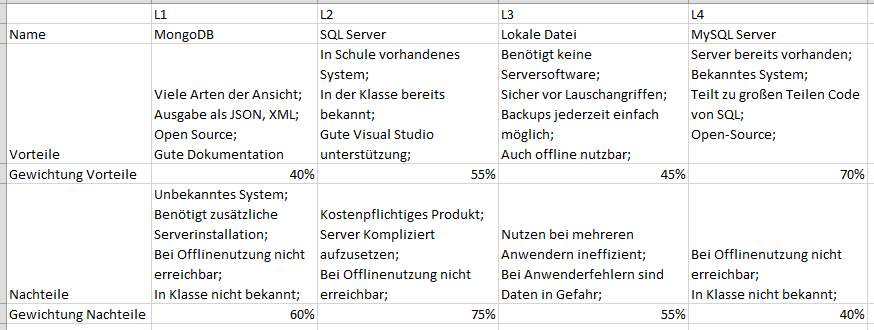 L1 L2 L3 L4
Name MongoDB SQL Server Lokale Datei MySQL Server
Vorteile
Viele Arten der Ansicht;
Ausgabe als JSON, XML;
Open Source;
Gute Dokumentation
In Schule vorhandenes
System;
In der Klasse bereits
bekannt;
Gute Visual Studio
unterstützung;
Benötigt keine
Serversoftware;
Sicher vor Lauschangriffen;
Backups jederzeit einfach
möglich;
Auch offline nutzbar;
Server bereits vorhanden;
Bekanntes System;
Teilt zu großen Teilen Code
von SQL;
Open-Source;
Gewichtung Vorteile 40% 55% 45% 70%
Nachteile
Unbekanntes System;
Benötigt zusätzliche
Serverinstallation;
Bei Offlinenutzung nicht
erreichbar;
In Klasse nicht bekannt;
Kostenpflichtiges Produkt;
Server Kompliziert
aufzusetzen;
Bei Offlinenutzung nicht
erreichbar;
Nutzen bei mehreren
Anwendern ineffizient;
Bei Anwenderfehlern sind
Daten in Gefahr;
Bei Offlinenutzung nicht
erreichbar;
In Klasse nicht bekannt;
Gewichtung Nachteile 60% 75% 55% 40%